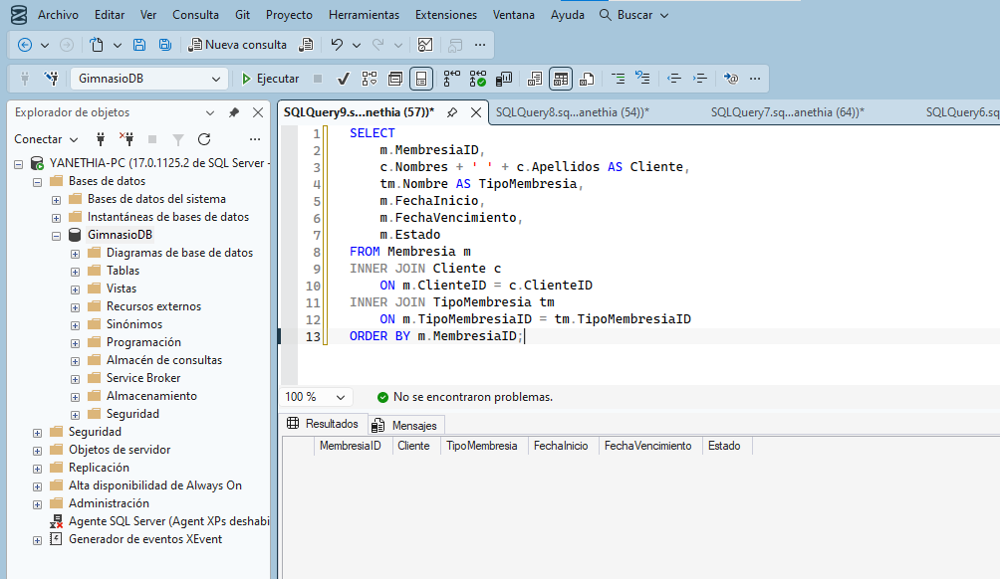 Archivo Editar Ver Consulta Git Proyecto Herramientas Extensiones Ventana Ayuda Buscar
Nueva consulta
GimnasioDB Ejecutar
Explorador de objetos
Conectar
YANETHIA-PC (17.0.1125.2 de SQL Server -
Bases de datos
Bases de datos del sistema
Instantáneas de bases de datos
GimnasioDB
Diagramas de base de datos
Tablas
Vistas
Recursos externos
Sinónimos
Programación
Almacén de consultas
Service Broker
Almacenamiento
Seguridad
Seguridad
Objetos de servidor
Replicación
Alta disponibilidad de Always On
Administración
Agente SQL Server (Agent XPs deshabi
Generador de eventos XEvent
SQLQuery9.s...nethia (57))* SQLQuery8.sq...anethia (54))* SQLQuery7.sq...anethia (64))* SQLQuery6.sq
1 SELECT
2 m.MembresiaID,
3 c.Nombres + ' ' + c.Apellidos AS Cliente,
4 tm.Nombre AS TipoMembresia,
5 m.FechaInicio,
6 m.FechaVencimiento,
7 m.Estado
8 FROM Membresia m
9 INNER JOIN Cliente c
10 ON m.ClienteID = c.ClienteID
11 INNER JOIN TipoMembresia tm
12 ON m.TipoMembresiaID = tm.TipoMembresiaID
13 ORDER BY m.MembresiaID;
100 % No se encontraron problemas.
Resultados Mensajes
MembresiaID Cliente TipoMembresia FechaInicio FechaVencimiento Estado